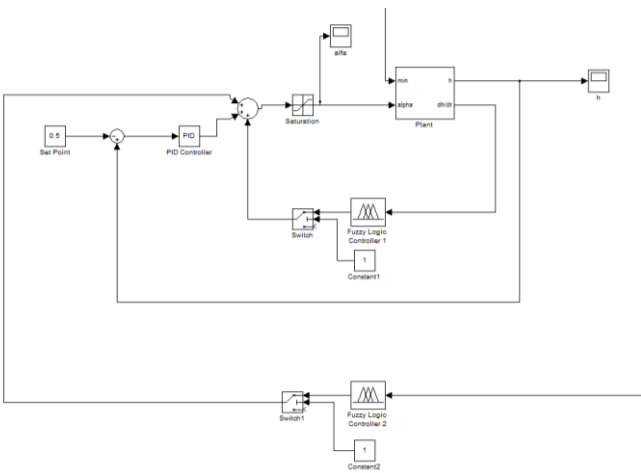 alfa
min
h
alpha
dh/dt
Plant
h
Saturation
0.5
Set Point
PID
PID Controller
Switch
Fuzzy Logic
Controller 1
1
Constant1
Switch1
Fuzzy Logic
Controller 2
1
Constant2